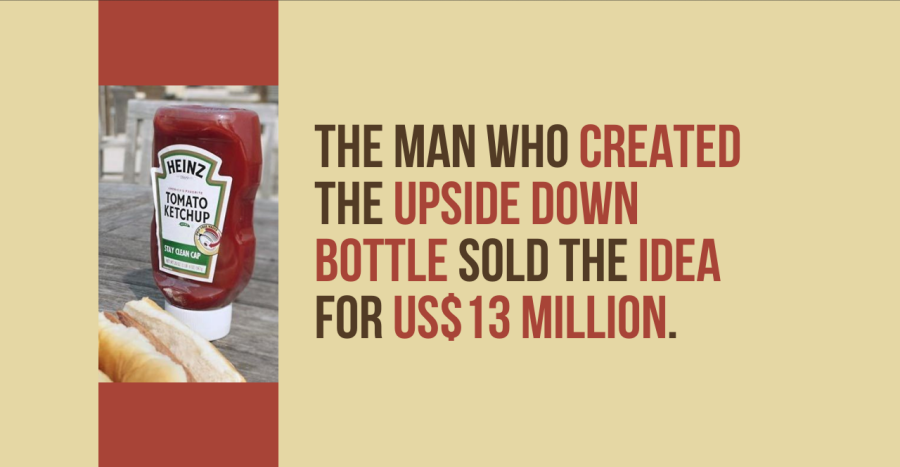 HEINZ
TOMATO
KETCHUP
STAY CLEAN CAP
THE MAN WHO CREATED
THE UPSIDE DOWN
BOTTLE SOLD THE IDEA
FOR US$13 MILLION.